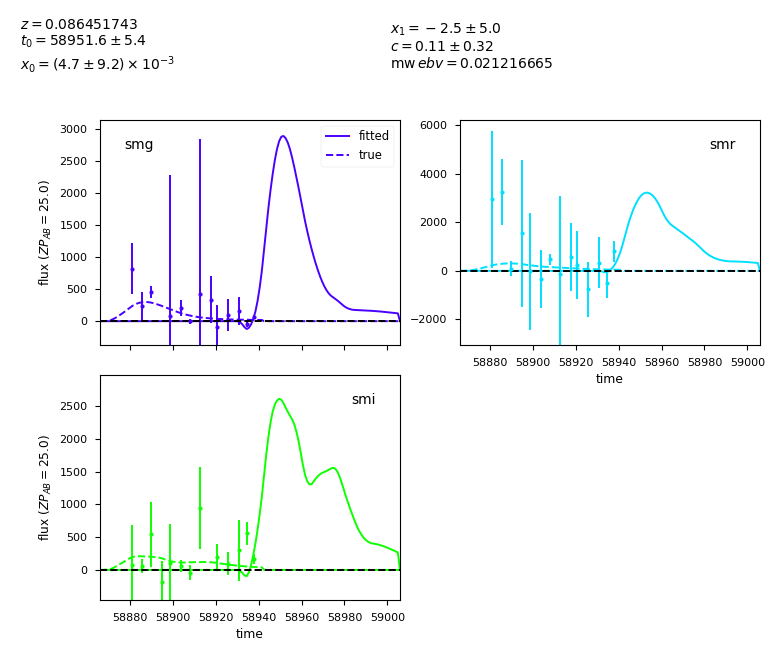 z = 0.086451743
t₀ = 58951.6 ± 5.4
x₀ = (4.7 ± 9.2) × 10⁻³
x₁ = −2.5 ± 5.0
c = 0.11 ± 0.32
mw ebv = 0.021216665
smg
fitted
true
3000
2500
2000
1500
1000
500
0
flux (ZP_AB = 25.0)
smr
6000
4000
2000
0
−2000
58880 58900 58920 58940 58960 58980 59000
time
smi
2500
2000
1500
1000
500
0
flux (ZP_AB = 25.0)
58880 58900 58920 58940 58960 58980 59000
time